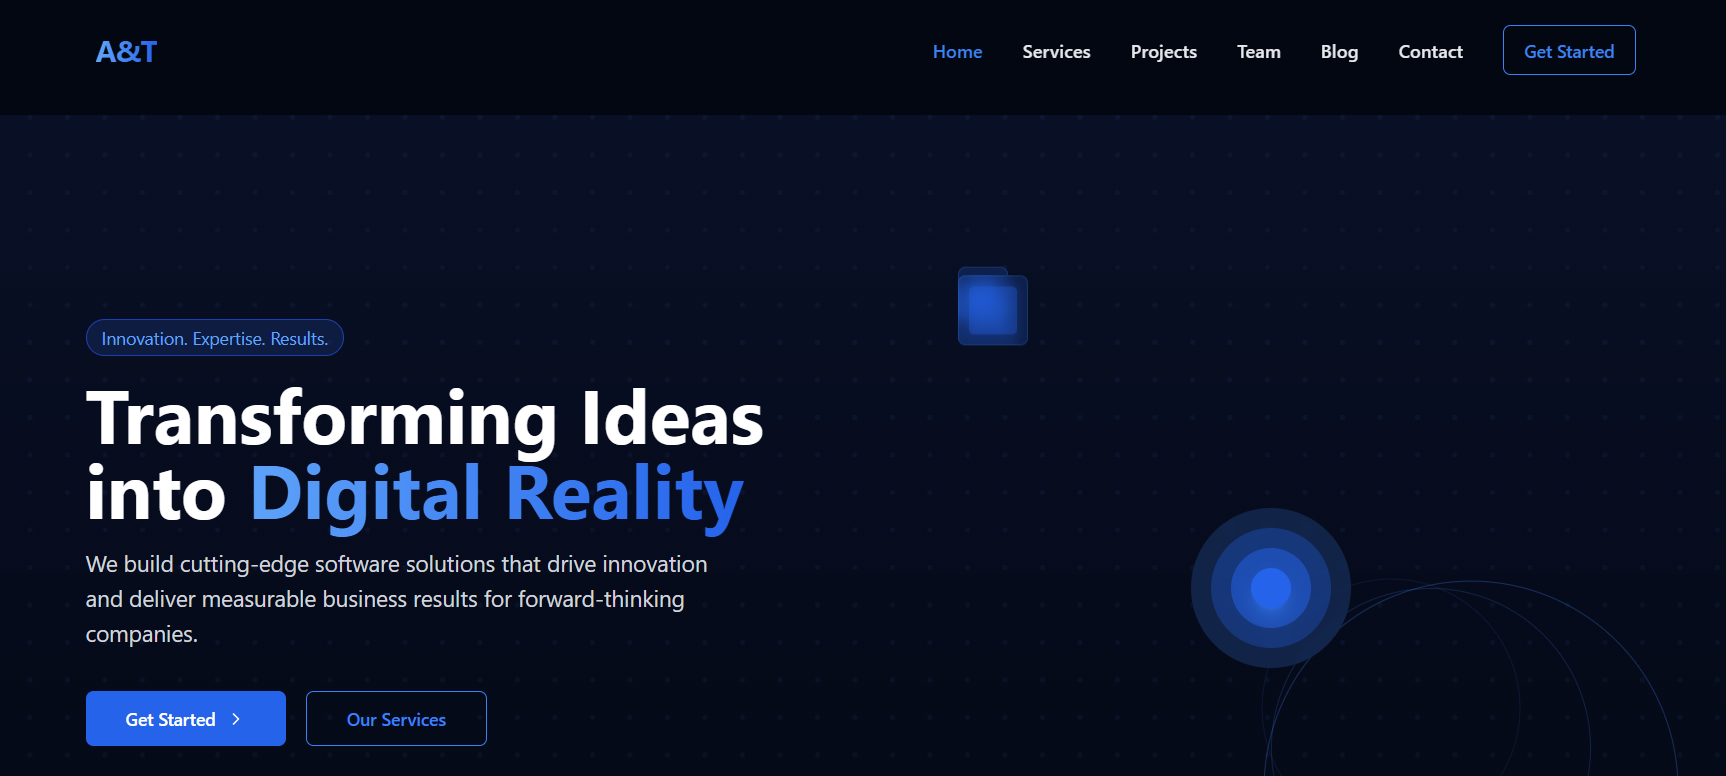 A&T
Home
Services
Projects
Team
Blog
Contact
Get Started
Innovation. Expertise. Results.
Transforming Ideas
into Digital Reality
We build cutting-edge software solutions that drive innovation
and deliver measurable business results for forward-thinking
companies.
Get Started
Our Services